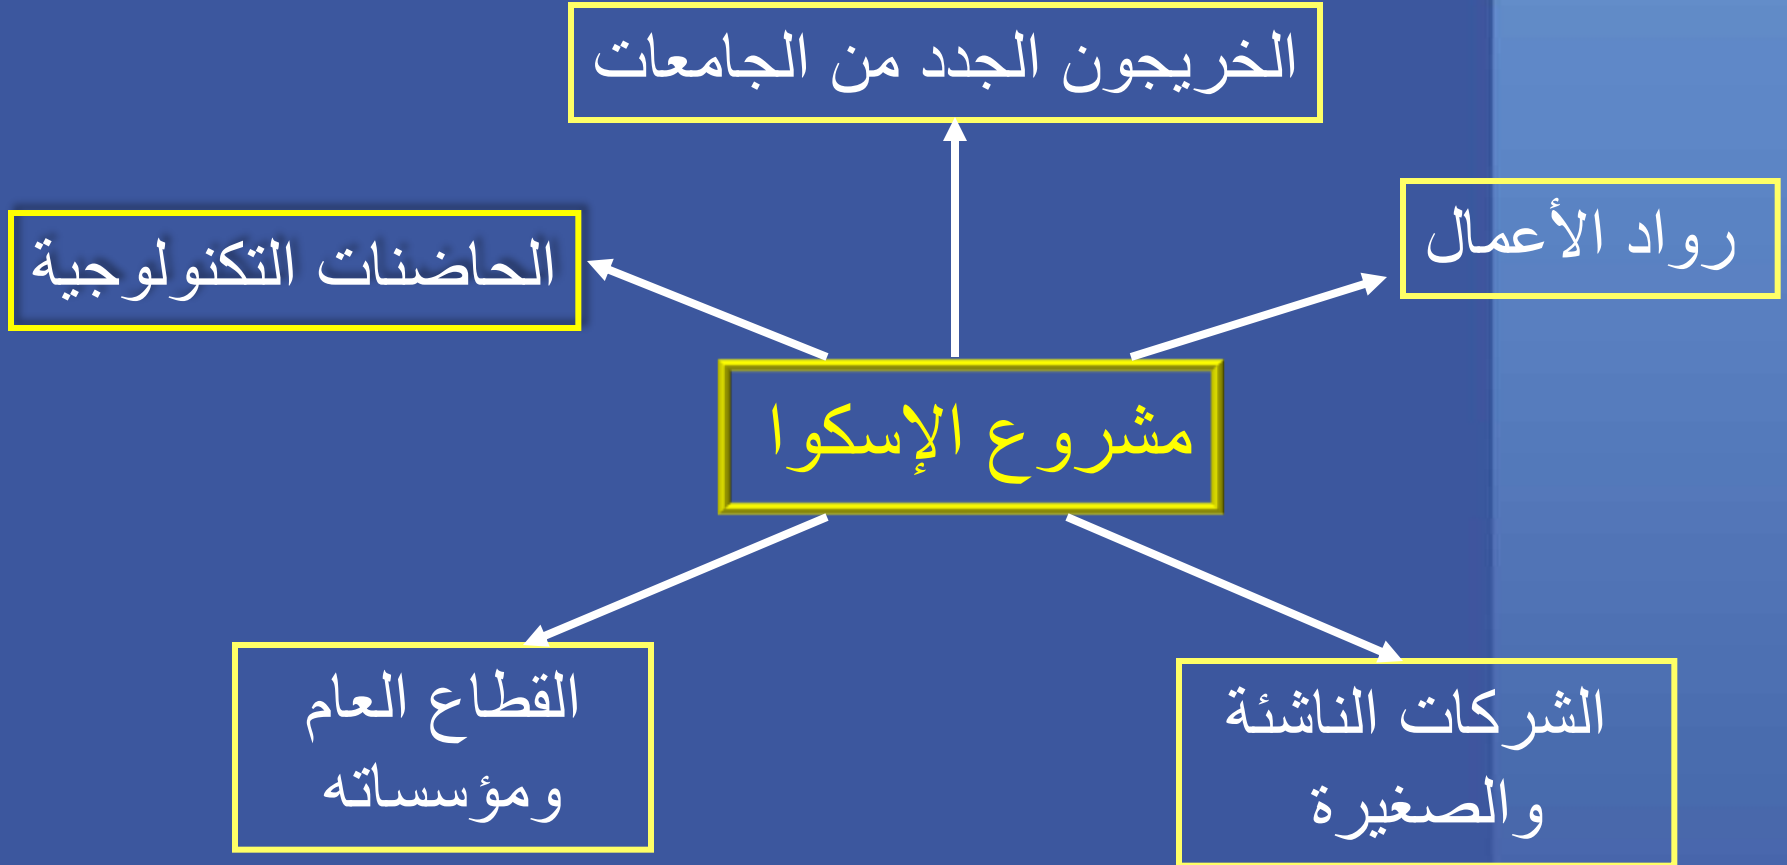 الخريجون الجدد من الجامعات
رواد الأعمال
الحاضنات التكنولوجية
مشروع الإسكوا
الشركات الناشئة
والصغيرة
القطاع العام
ومؤسساته